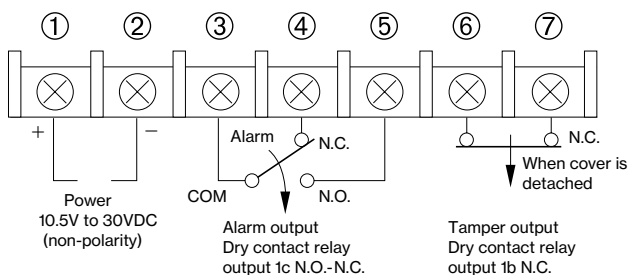 ① ② ③ ④ ⑤ ⑥ ⑦
+ −
Alarm
N.C.
COM
N.O.
N.C.
When cover is
detached
Power
10.5V to 30VDC
(non-polarity)
Alarm output
Dry contact relay
output 1c N.O.-N.C.
Tamper output
Dry contact relay
output 1b N.C.